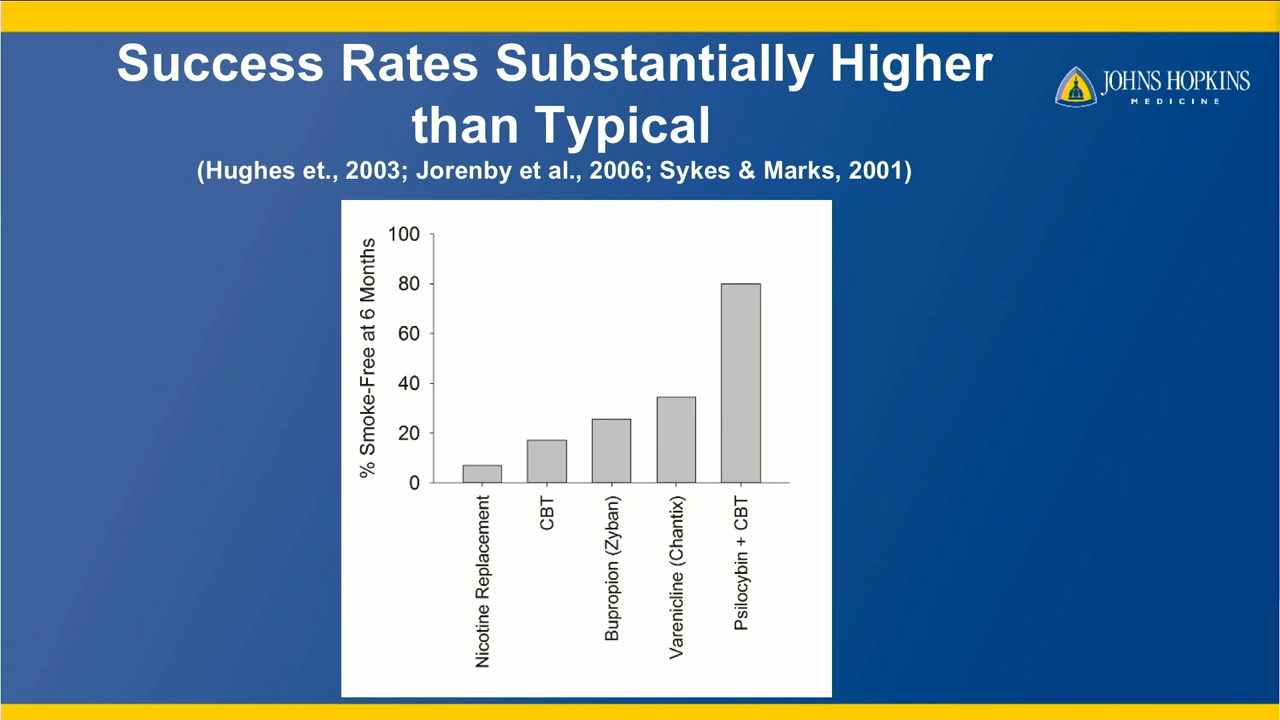 Success Rates Substantially Higher
than Typical
(Hughes et., 2003; Jorenby et al., 2006; Sykes & Marks, 2001)
JOHNS HOPKINS
MEDICINE
% Smoke-Free at 6 Months
100
80
60
40
20
0
Nicotine Replacement
CBT
Bupropion (Zyban)
Varenicline (Chantix)
Psilocybin + CBT